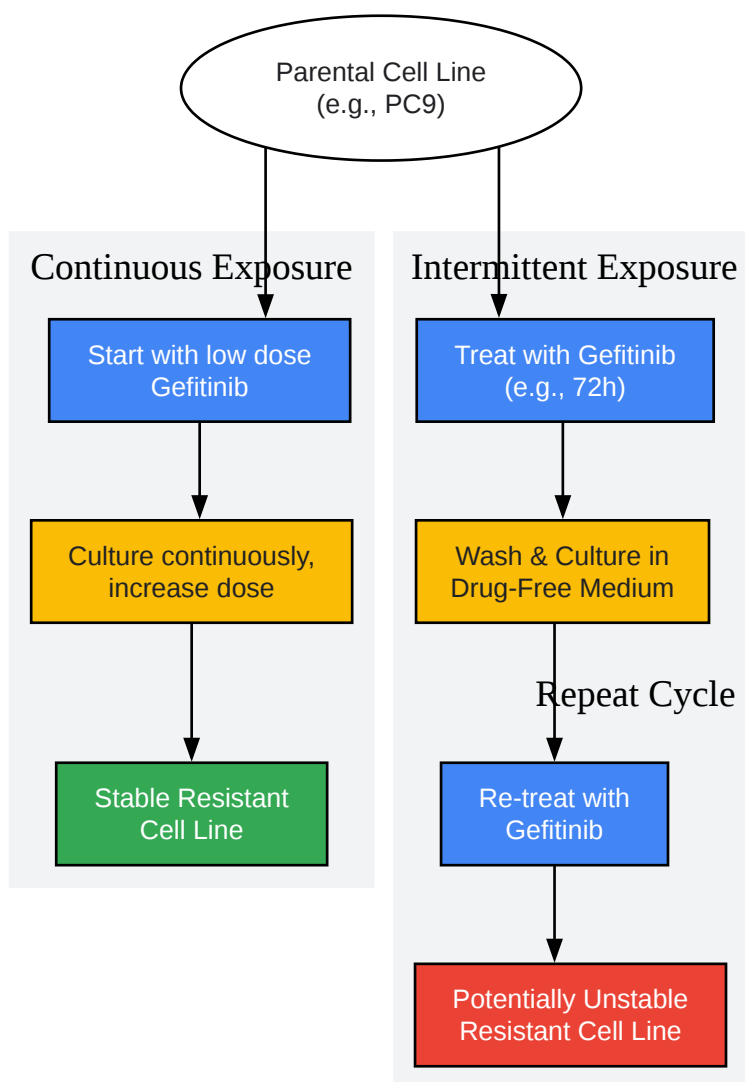 Parental Cell Line
(e.g., PC9)
Continuous Exposure
Start with low dose
Gefitinib
Culture continuously,
increase dose
Stable Resistant
Cell Line
Intermittent Exposure
Treat with Gefitinib
(e.g., 72h)
Wash & Culture in
Drug-Free Medium
Repeat Cycle
Re-treat with
Gefitinib
Potentially Unstable
Resistant Cell Line